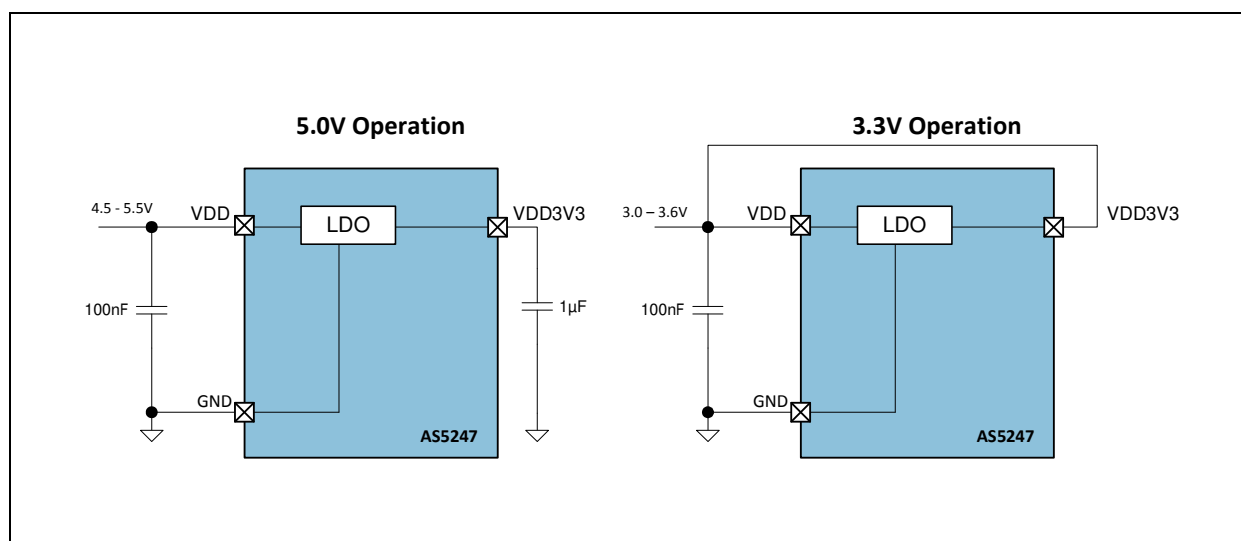 5.0V Operation
4.5 - 5.5V
VDD
LDO
VDD3V3
100nF
1µF
GND
AS5247
3.3V Operation
3.0 – 3.6V
VDD
LDO
VDD3V3
100nF
GND
AS5247